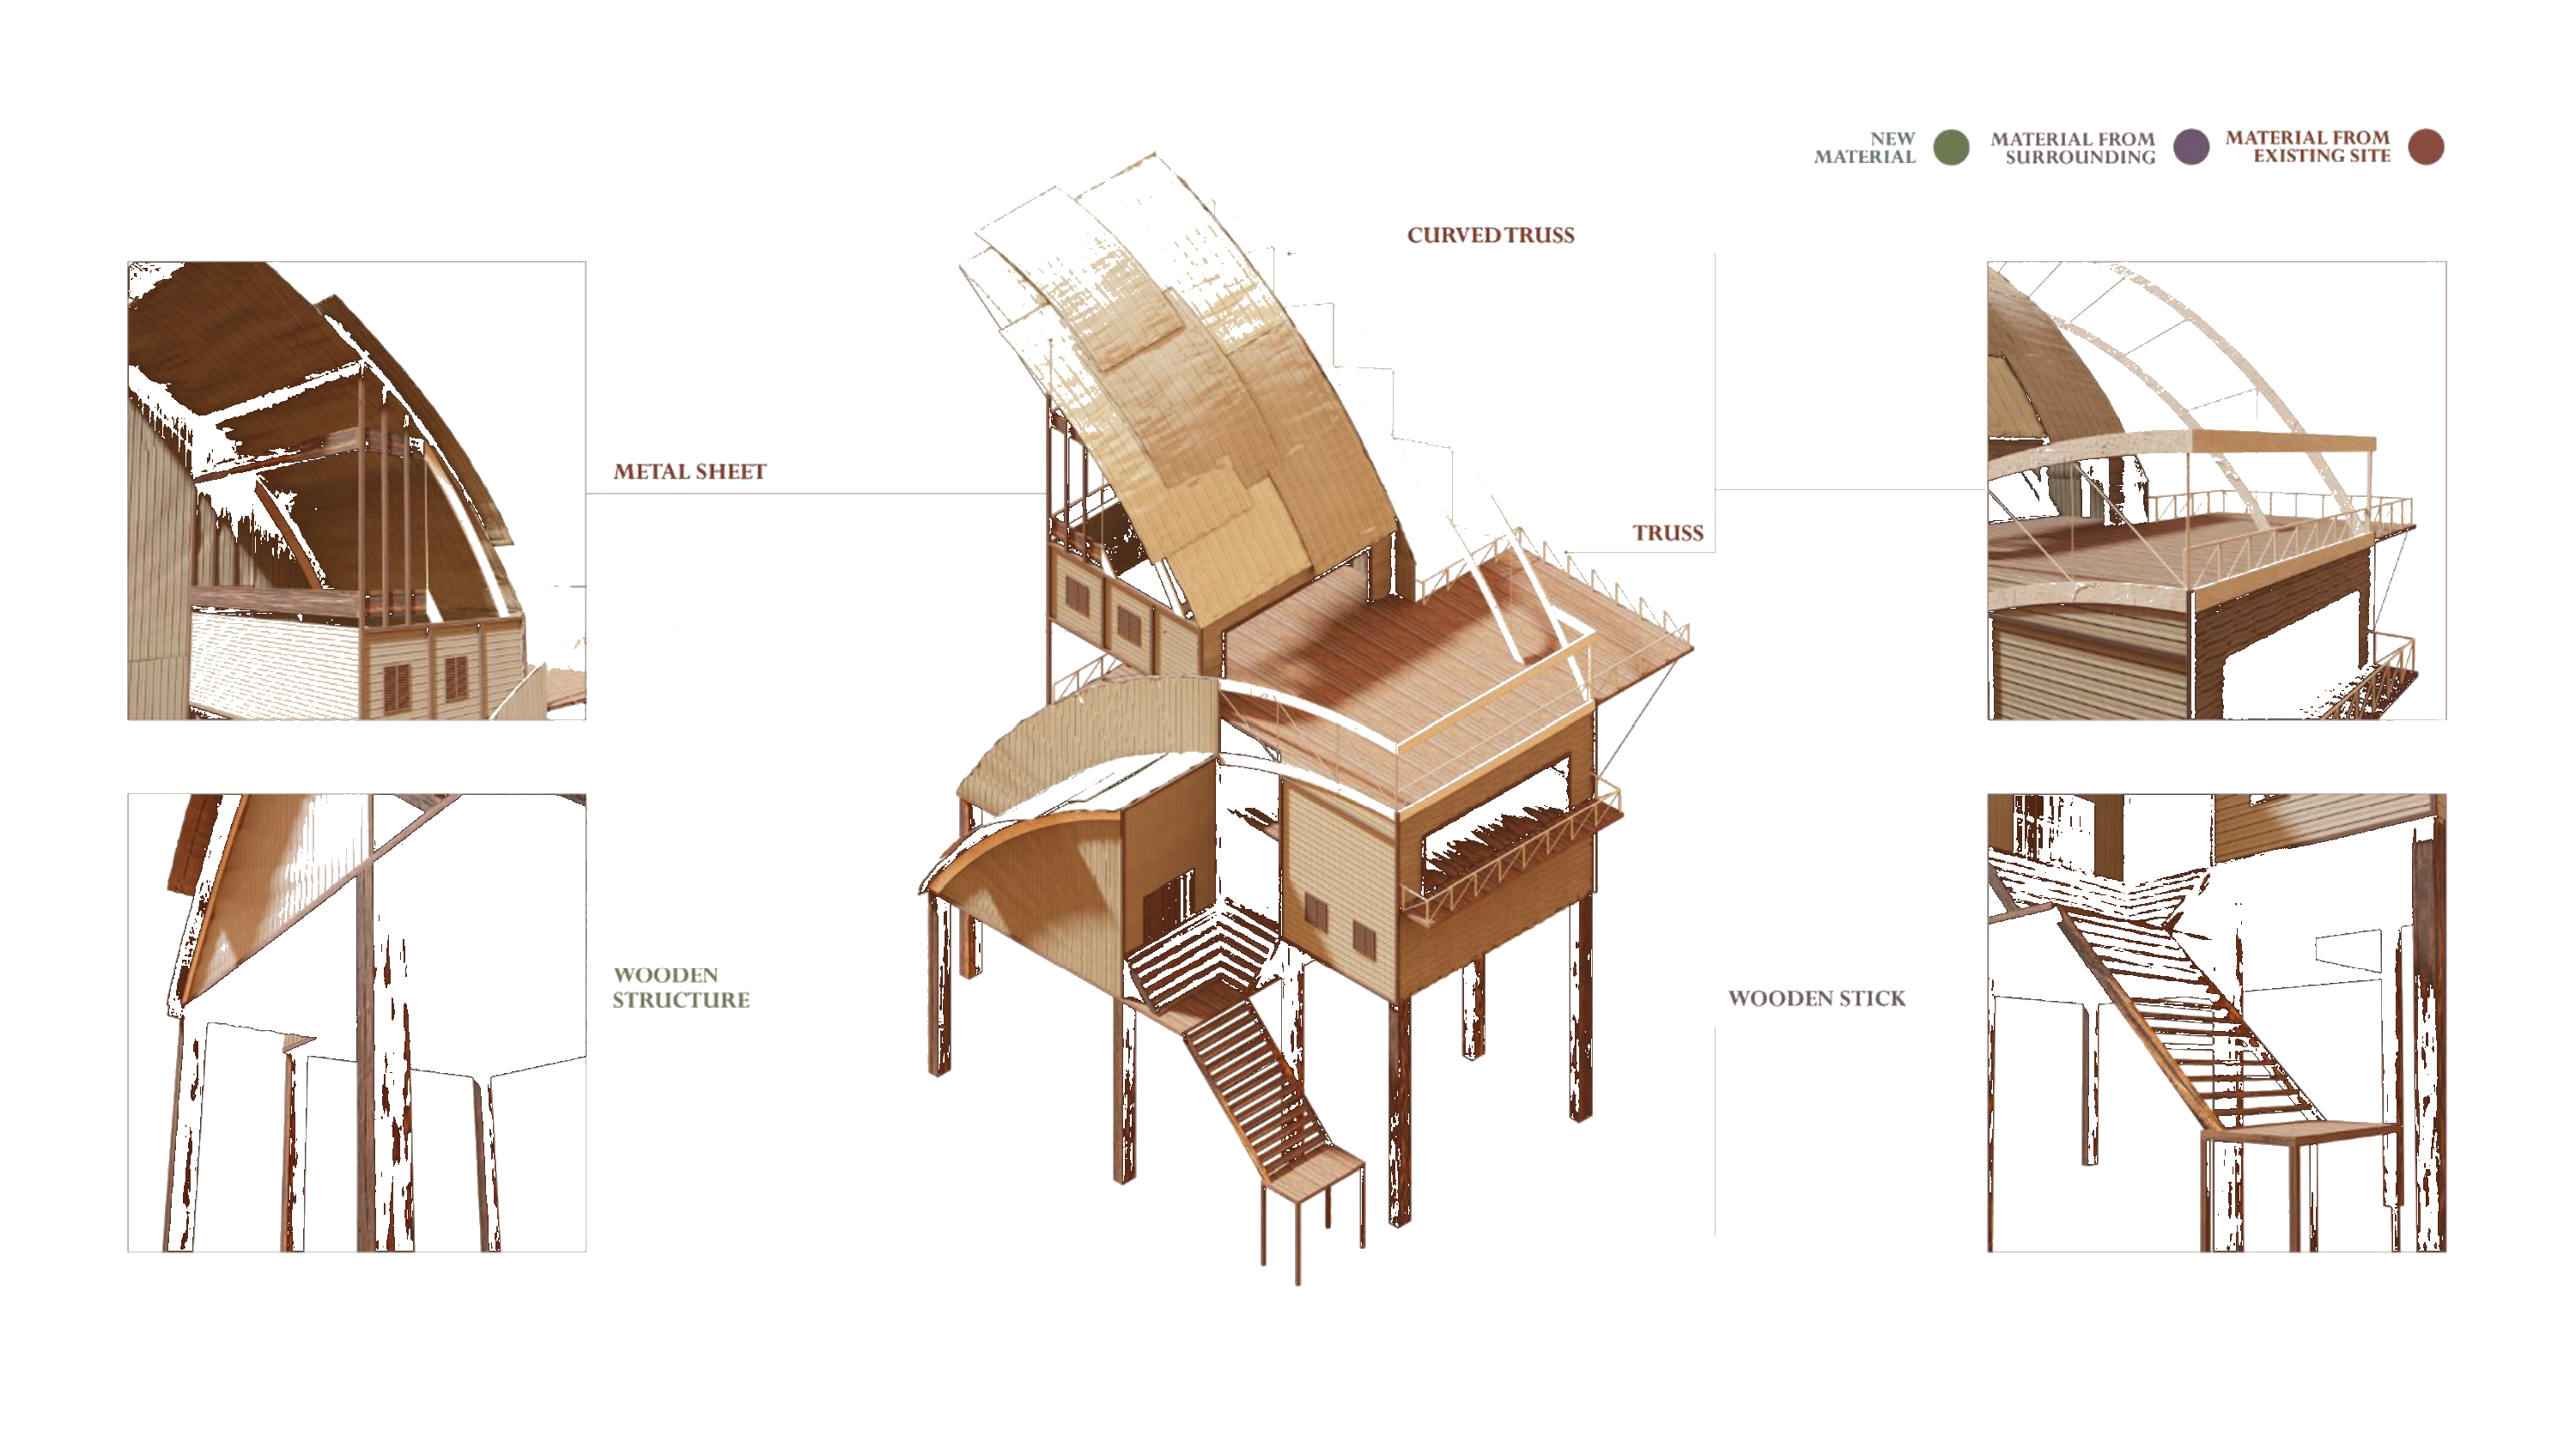 NEW
MATERIAL
MATERIAL FROM
SURROUNDING
MATERIAL FROM
EXISTING SITE
CURVED TRUSS
METAL SHEET
TRUSS
WOODEN
STRUCTURE
WOODEN STICK